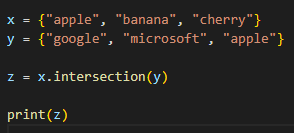 x = {"apple", "banana", "cherry"}
y = {"google", "microsoft", "apple"}
z = x.intersection(y)
print(z)